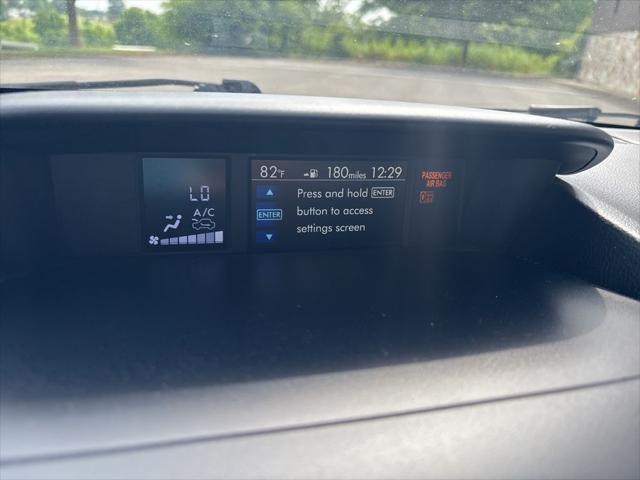 LO
A/C
82°F 180miles 12:29
Press and hold ENTER
ENTER button to access
settings screen
PASSENGER
AIR BAG
OFF